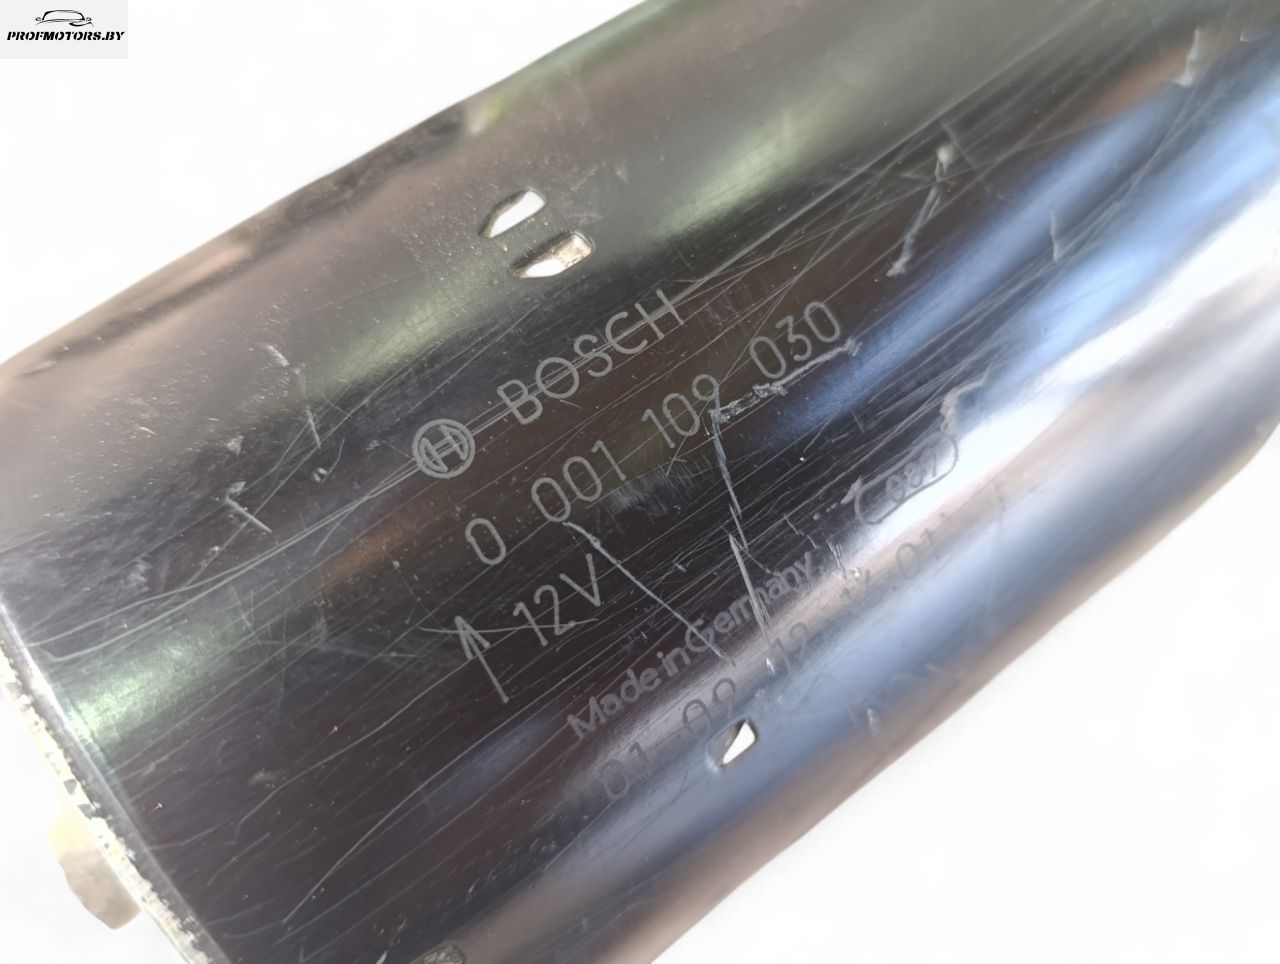 PROFMOTORS.BY
BOSCH
0 001 109 030
12V
Made in Germany
087